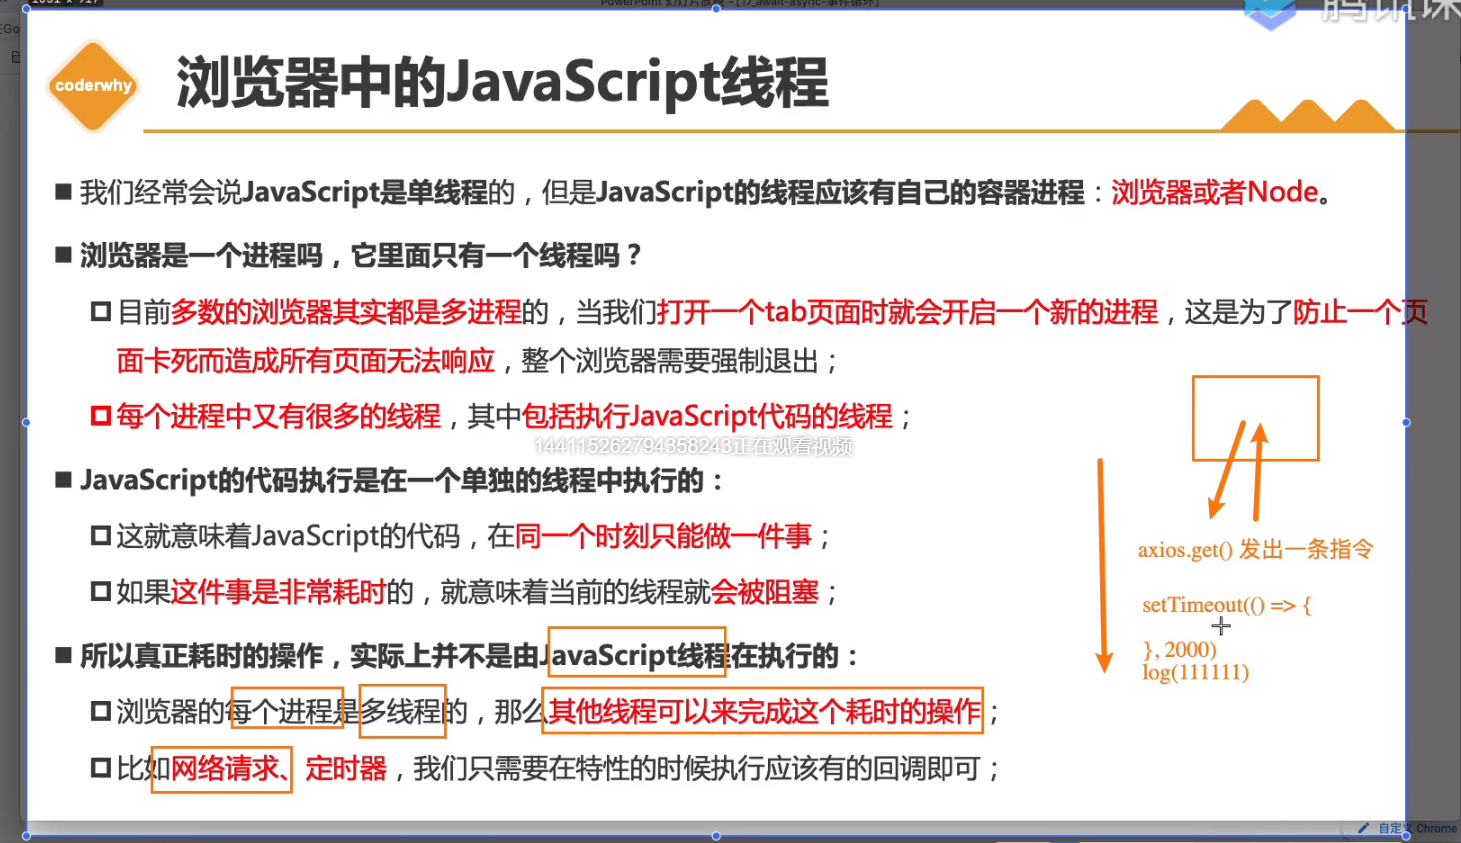 PowerPoint 幻灯片放映 - [17_await-async-事件循环]
腾讯课
coderwhy
浏览器中的JavaScript线程
我们经常会说JavaScript是单线程的，但是JavaScript的线程应该有自己的容器进程：浏览器或者Node。
浏览器是一个进程吗，它里面只有一个线程吗？
目前多数的浏览器其实都是多进程的，当我们打开一个tab页面时就会开启一个新的进程，这是为了防止一个页
面卡死而造成所有页面无法响应，整个浏览器需要强制退出；
每个进程中又有很多的线程，其中包括执行JavaScript代码的线程；
144115262794358243正在观看视频
JavaScript的代码执行是在一个单独的线程中执行的：
这就意味着JavaScript的代码，在同一个时刻只能做一件事；
如果这件事是非常耗时的，就意味着当前的线程就会被阻塞；
所以真正耗时的操作，实际上并不是由JavaScript线程在执行的：
浏览器的每个进程是多线程的，那么其他线程可以来完成这个耗时的操作；
比如网络请求、定时器，我们只需要在特性的时候执行应该有的回调即可；
axios.get() 发出一条指令
setTimeout(() => {
}, 2000)
log(111111)
自定义 Chrome